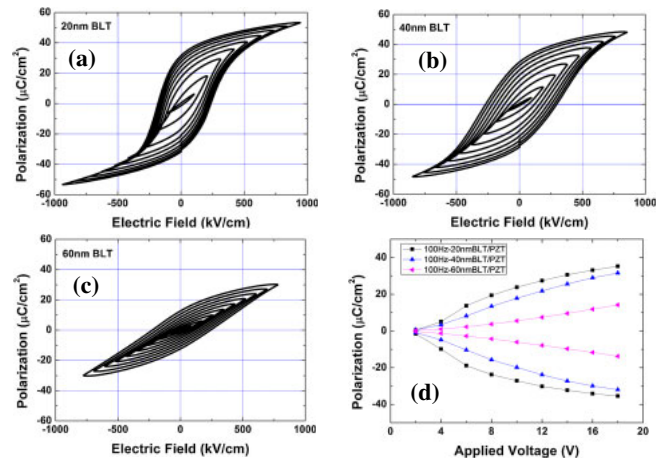 20nm BLT
(a)
60
40
20
0
-20
-40
-60
-1000 -500 0 500 1000
Polarization (μC/cm²)
Electric Field (kV/cm)
40nm BLT
(b)
60
40
20
0
-20
-40
-60
-1000 -500 0 500 1000
Polarization (μC/cm²)
Electric Field (kV/cm)
60nm BLT
(c)
60
40
20
0
-20
-40
-60
-1000 -500 0 500 1000
Polarization (μC/cm²)
Electric Field (kV/cm)
100Hz-20nmBLT/PZT
100Hz-40nmBLT/PZT
100Hz-60nmBLT/PZT
(d)
40
20
0
-20
-40
0 4 8 12 16 20
Polarization (μC/cm²)
Applied Voltage (V)